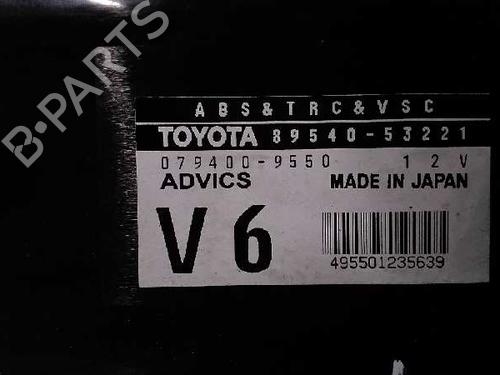 B-PARTS
ABS&TRC&VSC
TOYOTA 89540-53221
079400-9550 12V
ADVICS MADE IN JAPAN
V6
495501235639